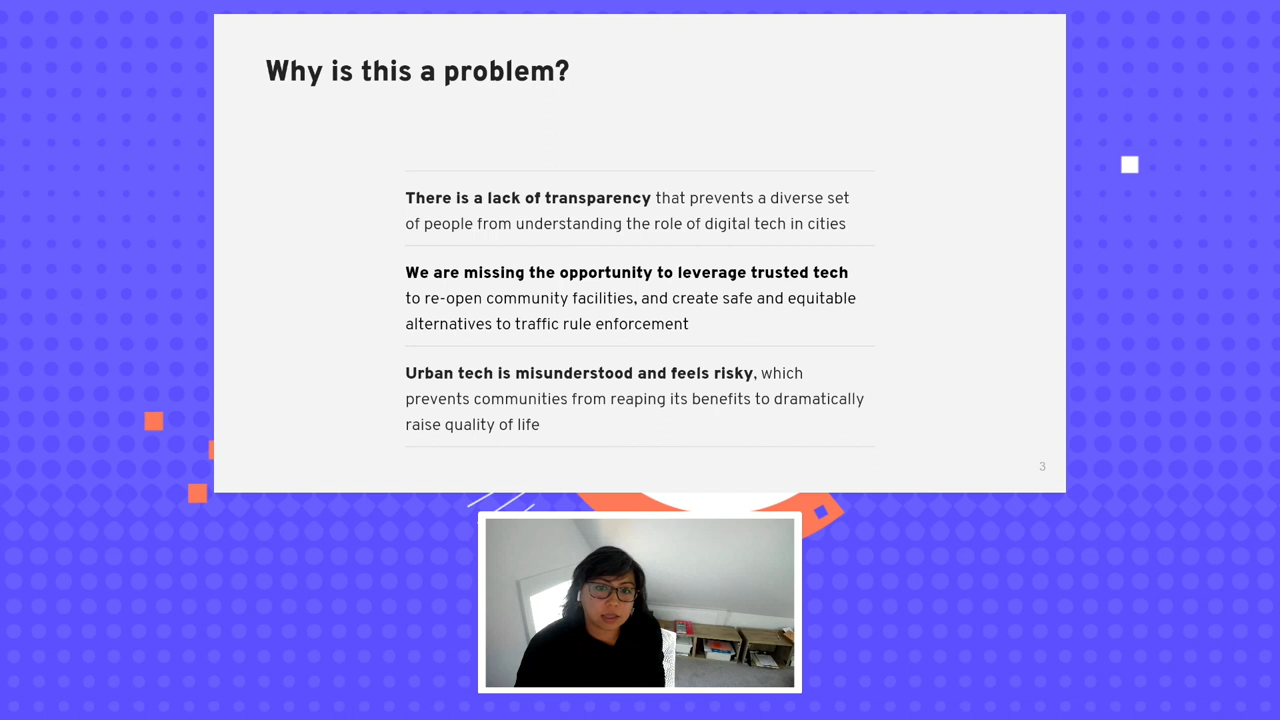 Why is this a problem?
There is a lack of transparency that prevents a diverse set
of people from understanding the role of digital tech in cities
We are missing the opportunity to leverage trusted tech
to re-open community facilities, and create safe and equitable
alternatives to traffic rule enforcement
Urban tech is misunderstood and feels risky, which
prevents communities from reaping its benefits to dramatically
raise quality of life
3